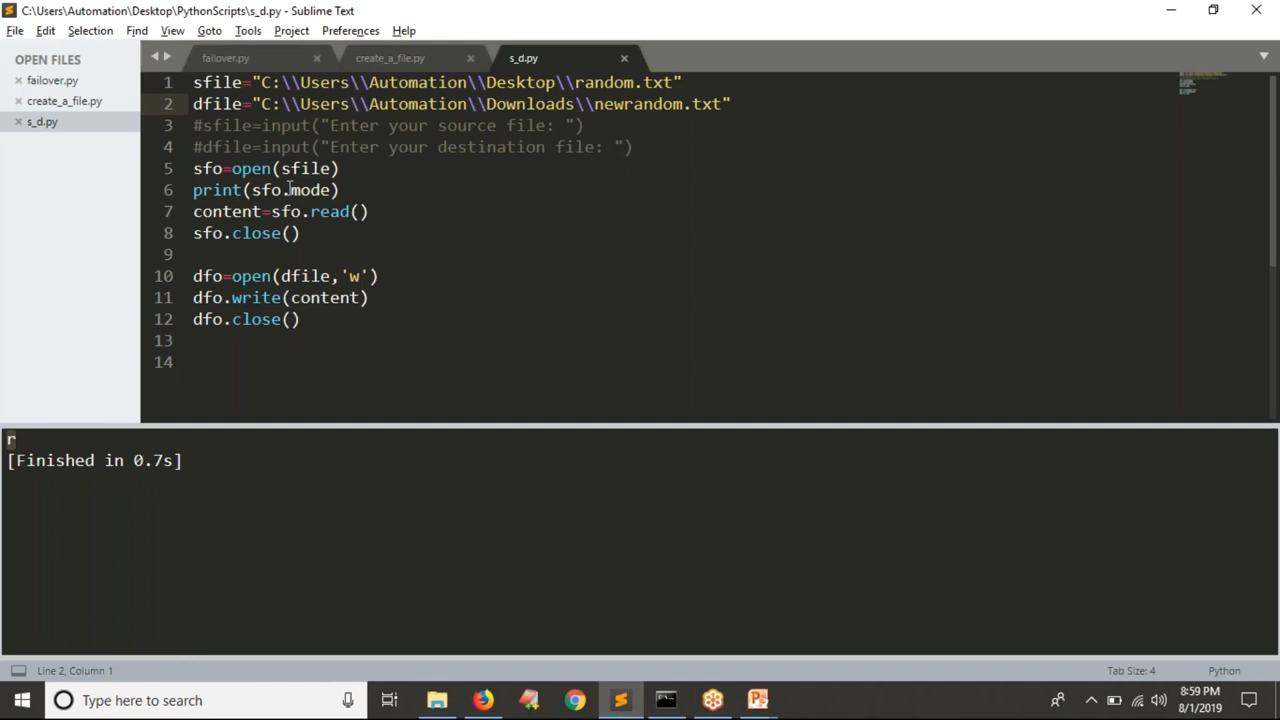 C:\Users\Automation\Desktop\PythonScripts\s_d.py - Sublime Text
File Edit Selection Find View Goto Tools Project Preferences Help
OPEN FILES
failover.py
create_a_file.py
s_d.py
failover.py create_a_file.py s_d.py
1 sfile="C:\\Users\\Automation\\Desktop\\random.txt"
2 dfile="C:\\Users\\Automation\\Downloads\\newrandom.txt"
3 #sfile=input("Enter your source file: ")
4 #dfile=input("Enter your destination file: ")
5 sfo=open(sfile)
6 print(sfo.mode)
7 content=sfo.read()
8 sfo.close()
9
10 dfo=open(dfile,'w')
11 dfo.write(content)
12 dfo.close()
13
14
r
[Finished in 0.7s]
Line 2, Column 1 Tab Size: 4 Python
Type here to search
8:59 PM
8/1/2019